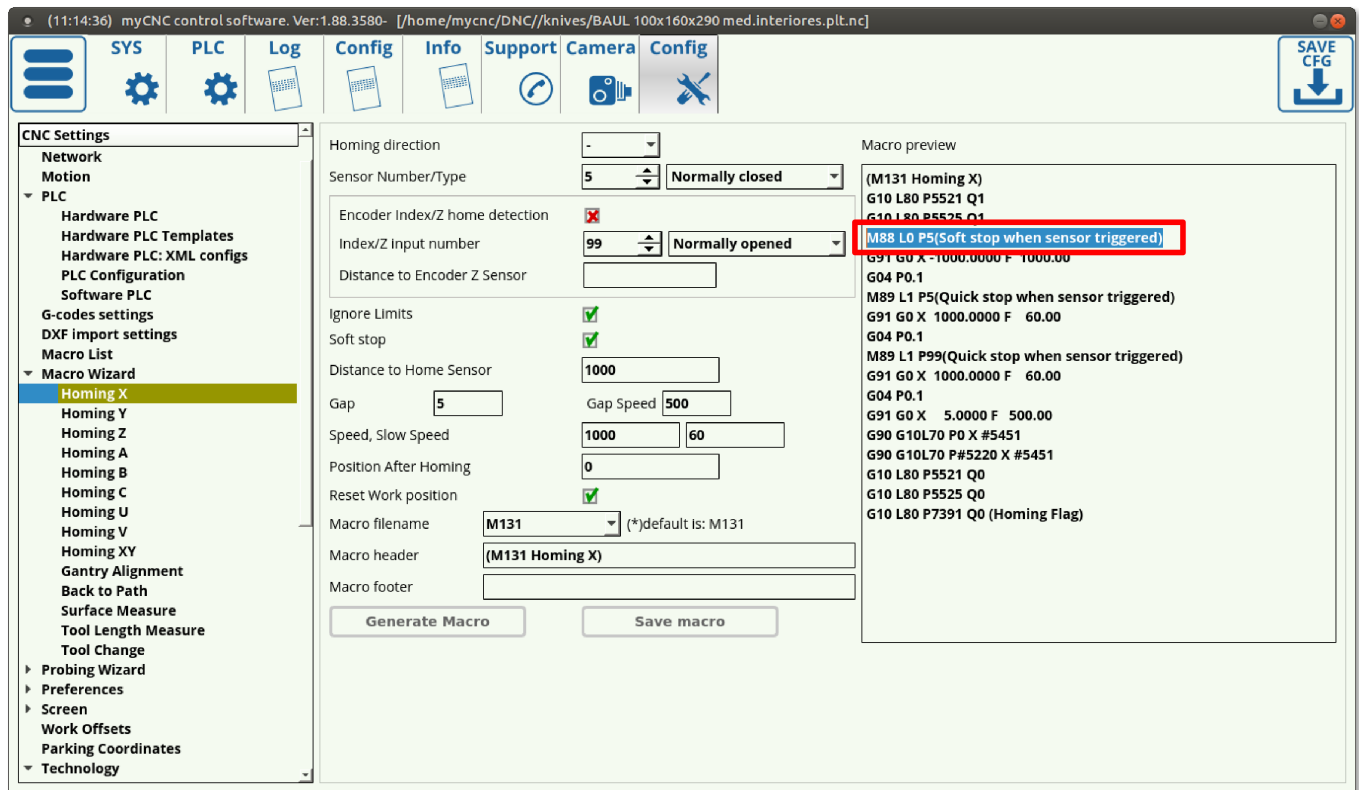 (11:14:36) myCNC control software. Ver:1.88.3580- [/home/mycnc/DNC//knives/BAUL 100x160x290 med.interiores.plt.nc]
SYS PLC Log Config Info Support Camera Config SAVE CFG
CNC Settings
Network
Motion
PLC
Hardware PLC
Hardware PLC Templates
Hardware PLC: XML configs
PLC Configuration
Software PLC
G-codes settings
DXF import settings
Macro List
Macro Wizard
Homing X
Homing Y
Homing Z
Homing A
Homing B
Homing C
Homing U
Homing V
Homing XY
Gantry Alignment
Back to Path
Surface Measure
Tool Length Measure
Tool Change
Probing Wizard
Preferences
Screen
Work Offsets
Parking Coordinates
Technology
Homing direction -
Sensor Number/Type 5 Normally closed
Encoder Index/Z home detection
Index/Z input number 99 Normally opened
Distance to Encoder Z Sensor
Ignore Limits
Soft stop
Distance to Home Sensor 1000
Gap 5 Gap Speed 500
Speed, Slow Speed 1000 60
Position After Homing 0
Reset Work position
Macro filename M131 (*)default is: M131
Macro header (M131 Homing X)
Macro footer
Generate Macro Save macro
Macro preview
(M131 Homing X)
G10 L80 P5521 Q1
G10 L80 P5525 Q1
M88 L0 P5(Soft stop when sensor triggered)
G91 G0 X -1000.0000 F 1000.00
G04 P0.1
M89 L1 P5(Quick stop when sensor triggered)
G91 G0 X 1000.0000 F 60.00
G04 P0.1
M89 L1 P99(Quick stop when sensor triggered)
G91 G0 X 1000.0000 F 60.00
G04 P0.1
G91 G0 X 5.0000 F 500.00
G90 G10L70 P0 X #5451
G90 G10L70 P#5220 X #5451
G10 L80 P5521 Q0
G10 L80 P5525 Q0
G10 L80 P7391 Q0 (Homing Flag)